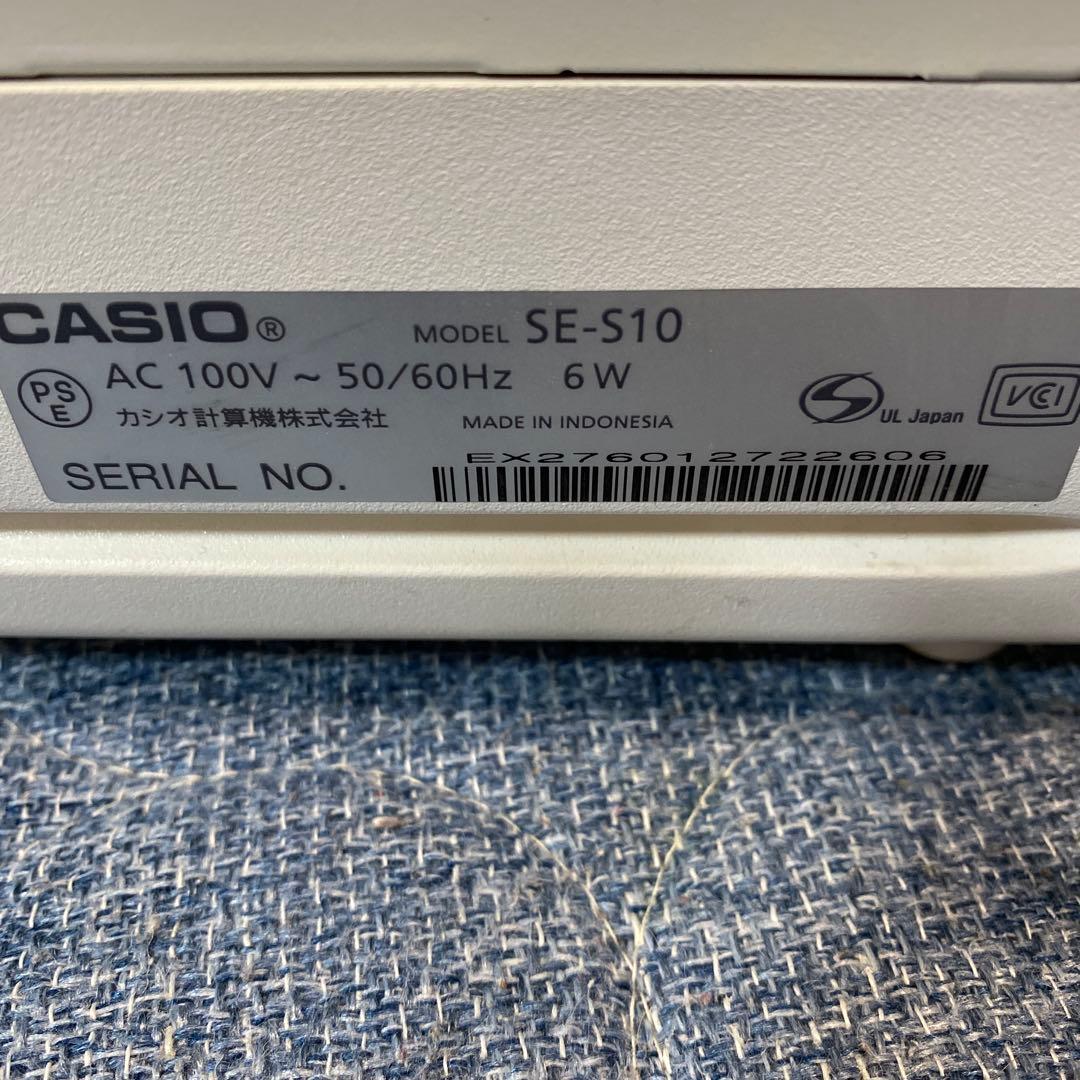 CASIO®
MODEL SE-S10
PSE
AC 100V ~ 50/60Hz 6W
カシオ計算機株式会社
MADE IN INDONESIA
S UL Japan
VCI
SERIAL NO.
EX276012722606